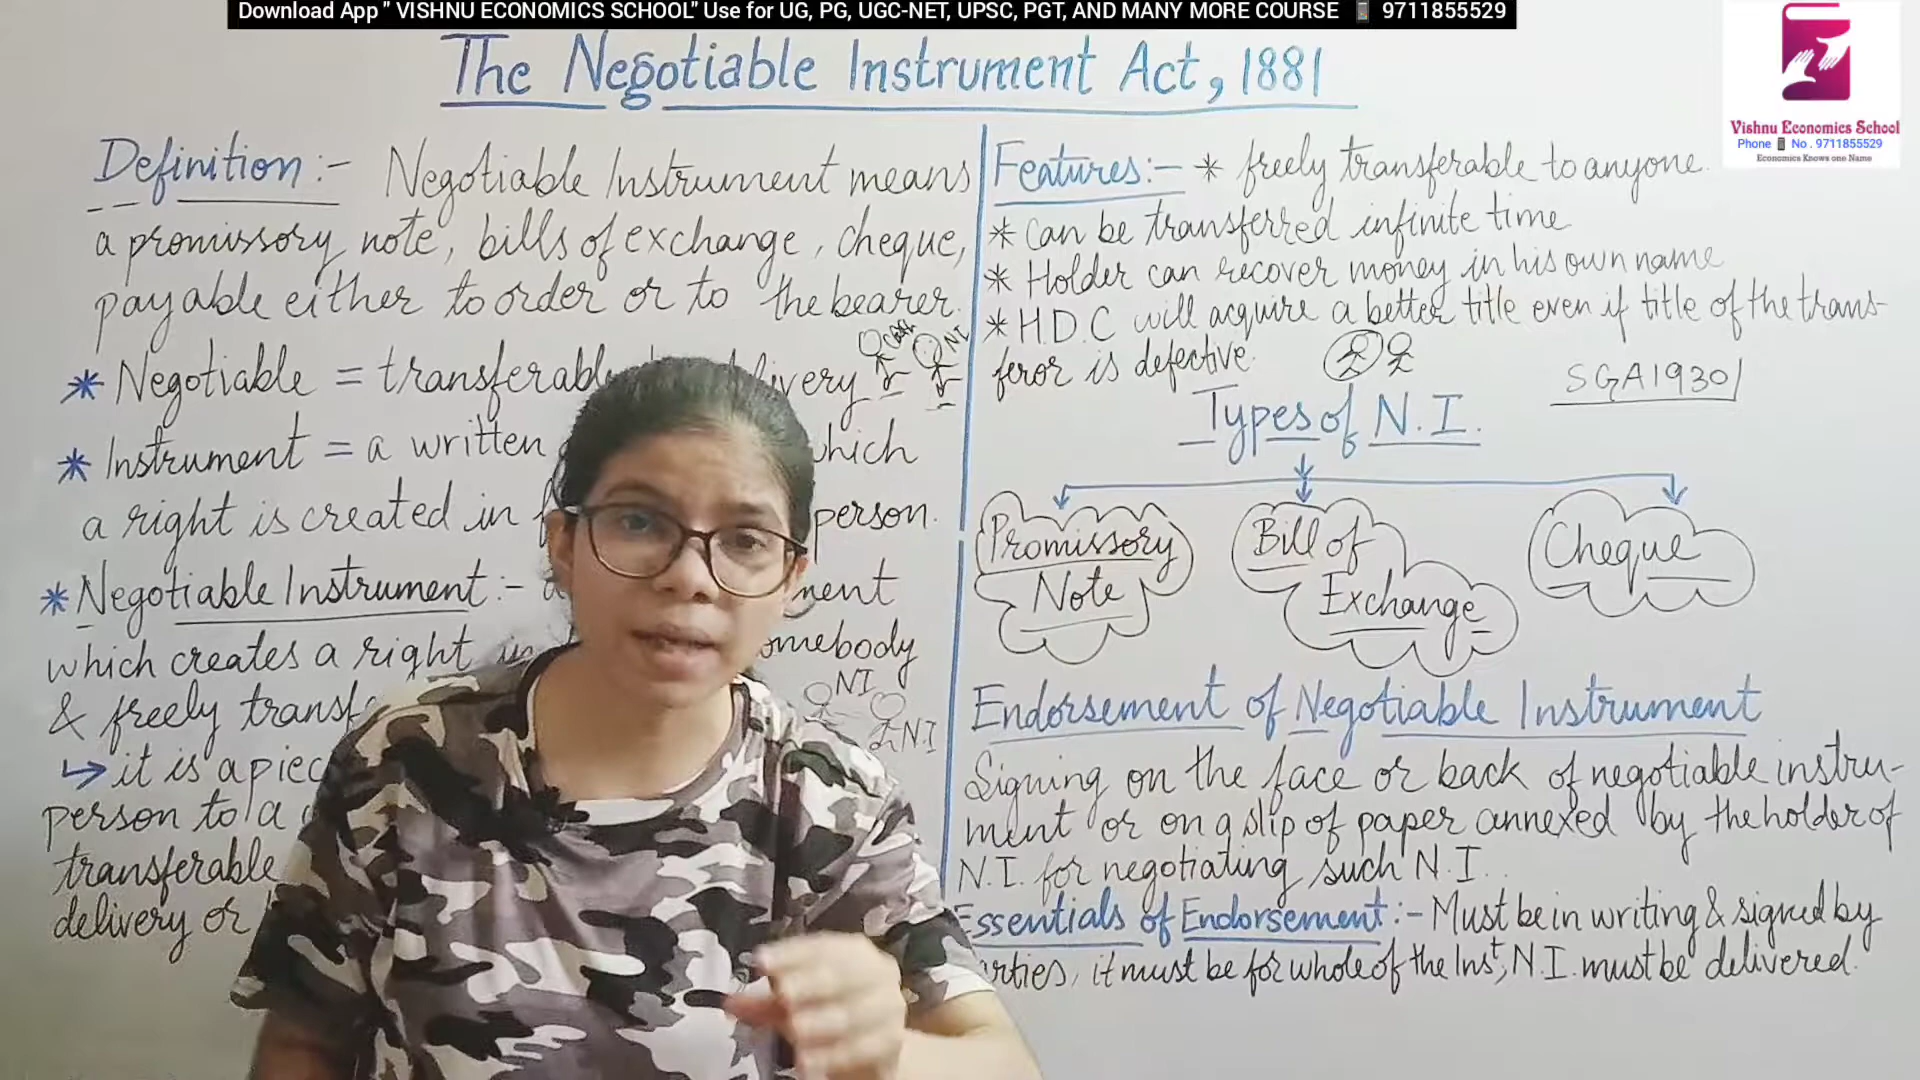 Download App " VISHNU ECONOMICS SCHOOL" Use for UG, PG, UGC-NET, UPSC, PGT, AND MANY MORE COURSE 9711855529
The Negotiable Instrument Act, 1881
Vishnu Economics School
Phone No. 9711855529
Economics Knows one Name
Definition:- Negotiable Instrument means
a promissory note, bills of exchange, cheque,
payable either to order or to the bearer.
* Negotiable = transferable
* Instrument = a written which
a right is created in person.
* Negotiable Instrument:-
which creates a right
& freely
it is a
person to a
transferable
delivery or
NI
N.I
Features:- * freely transferable to anyone.
* can be transferred infinite time
* Holder can recover money in his own name
* H.D.C will acquire a better title even if title of the trans-
feror is defective.
SGA1930
Types of N.I.
Promissory
Note
Bill of
Exchange
Cheque
Endorsement of Negotiable Instrument
Signing on the face or back of negotiable instru-
ment or on a slip of paper annexed by the holder of
N.I. for negotiating such N.I..
Essentials of Endorsement:- Must be in writing & signed by
it must be for whole of the Inst, N.I. must be delivered.